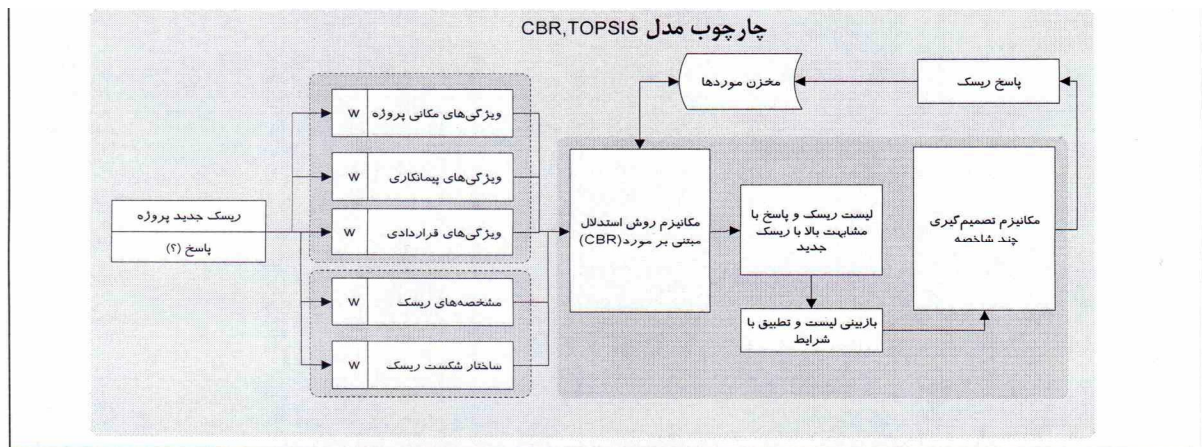 چارچوب مدل CBR,TOPSIS
مخزن موردها
پاسخ ریسک
ویژگی‌های مکانی پروژه
W
ویژگی‌های پیمانکاری
W
ویژگی‌های قراردادی
W
مشخصه‌های ریسک
W
ساختار شکست ریسک
W
ریسک جدید پروژه
پاسخ (؟)
مکانیزم روش استدلال
مبتنی بر مورد(CBR)
لیست ریسک و پاسخ با
مشابهت بالا با ریسک
جدید
بازبینی لیست و تطبیق با
شرایط
مکانیزم تصمیم‌گیری
چند شاخصه